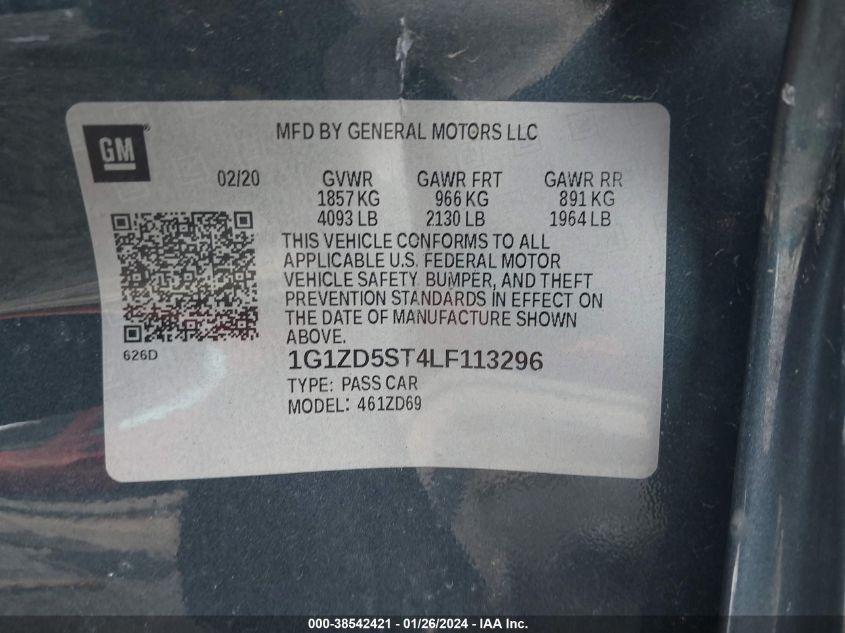 GM
MFD BY GENERAL MOTORS LLC
02/20 GVWR GAWR FRT GAWR RR
1857 KG 966 KG 891 KG
4093 LB 2130 LB 1964 LB
THIS VEHICLE CONFORMS TO ALL
APPLICABLE U.S. FEDERAL MOTOR
VEHICLE SAFETY, BUMPER, AND THEFT
PREVENTION STANDARDS IN EFFECT ON
THE DATE OF MANUFACTURE SHOWN
ABOVE.
626D
1G1ZD5ST4LF113296
TYPE: PASS CAR
MODEL: 461ZD69
000-38542421 - 01/26/2024 - IAA Inc.